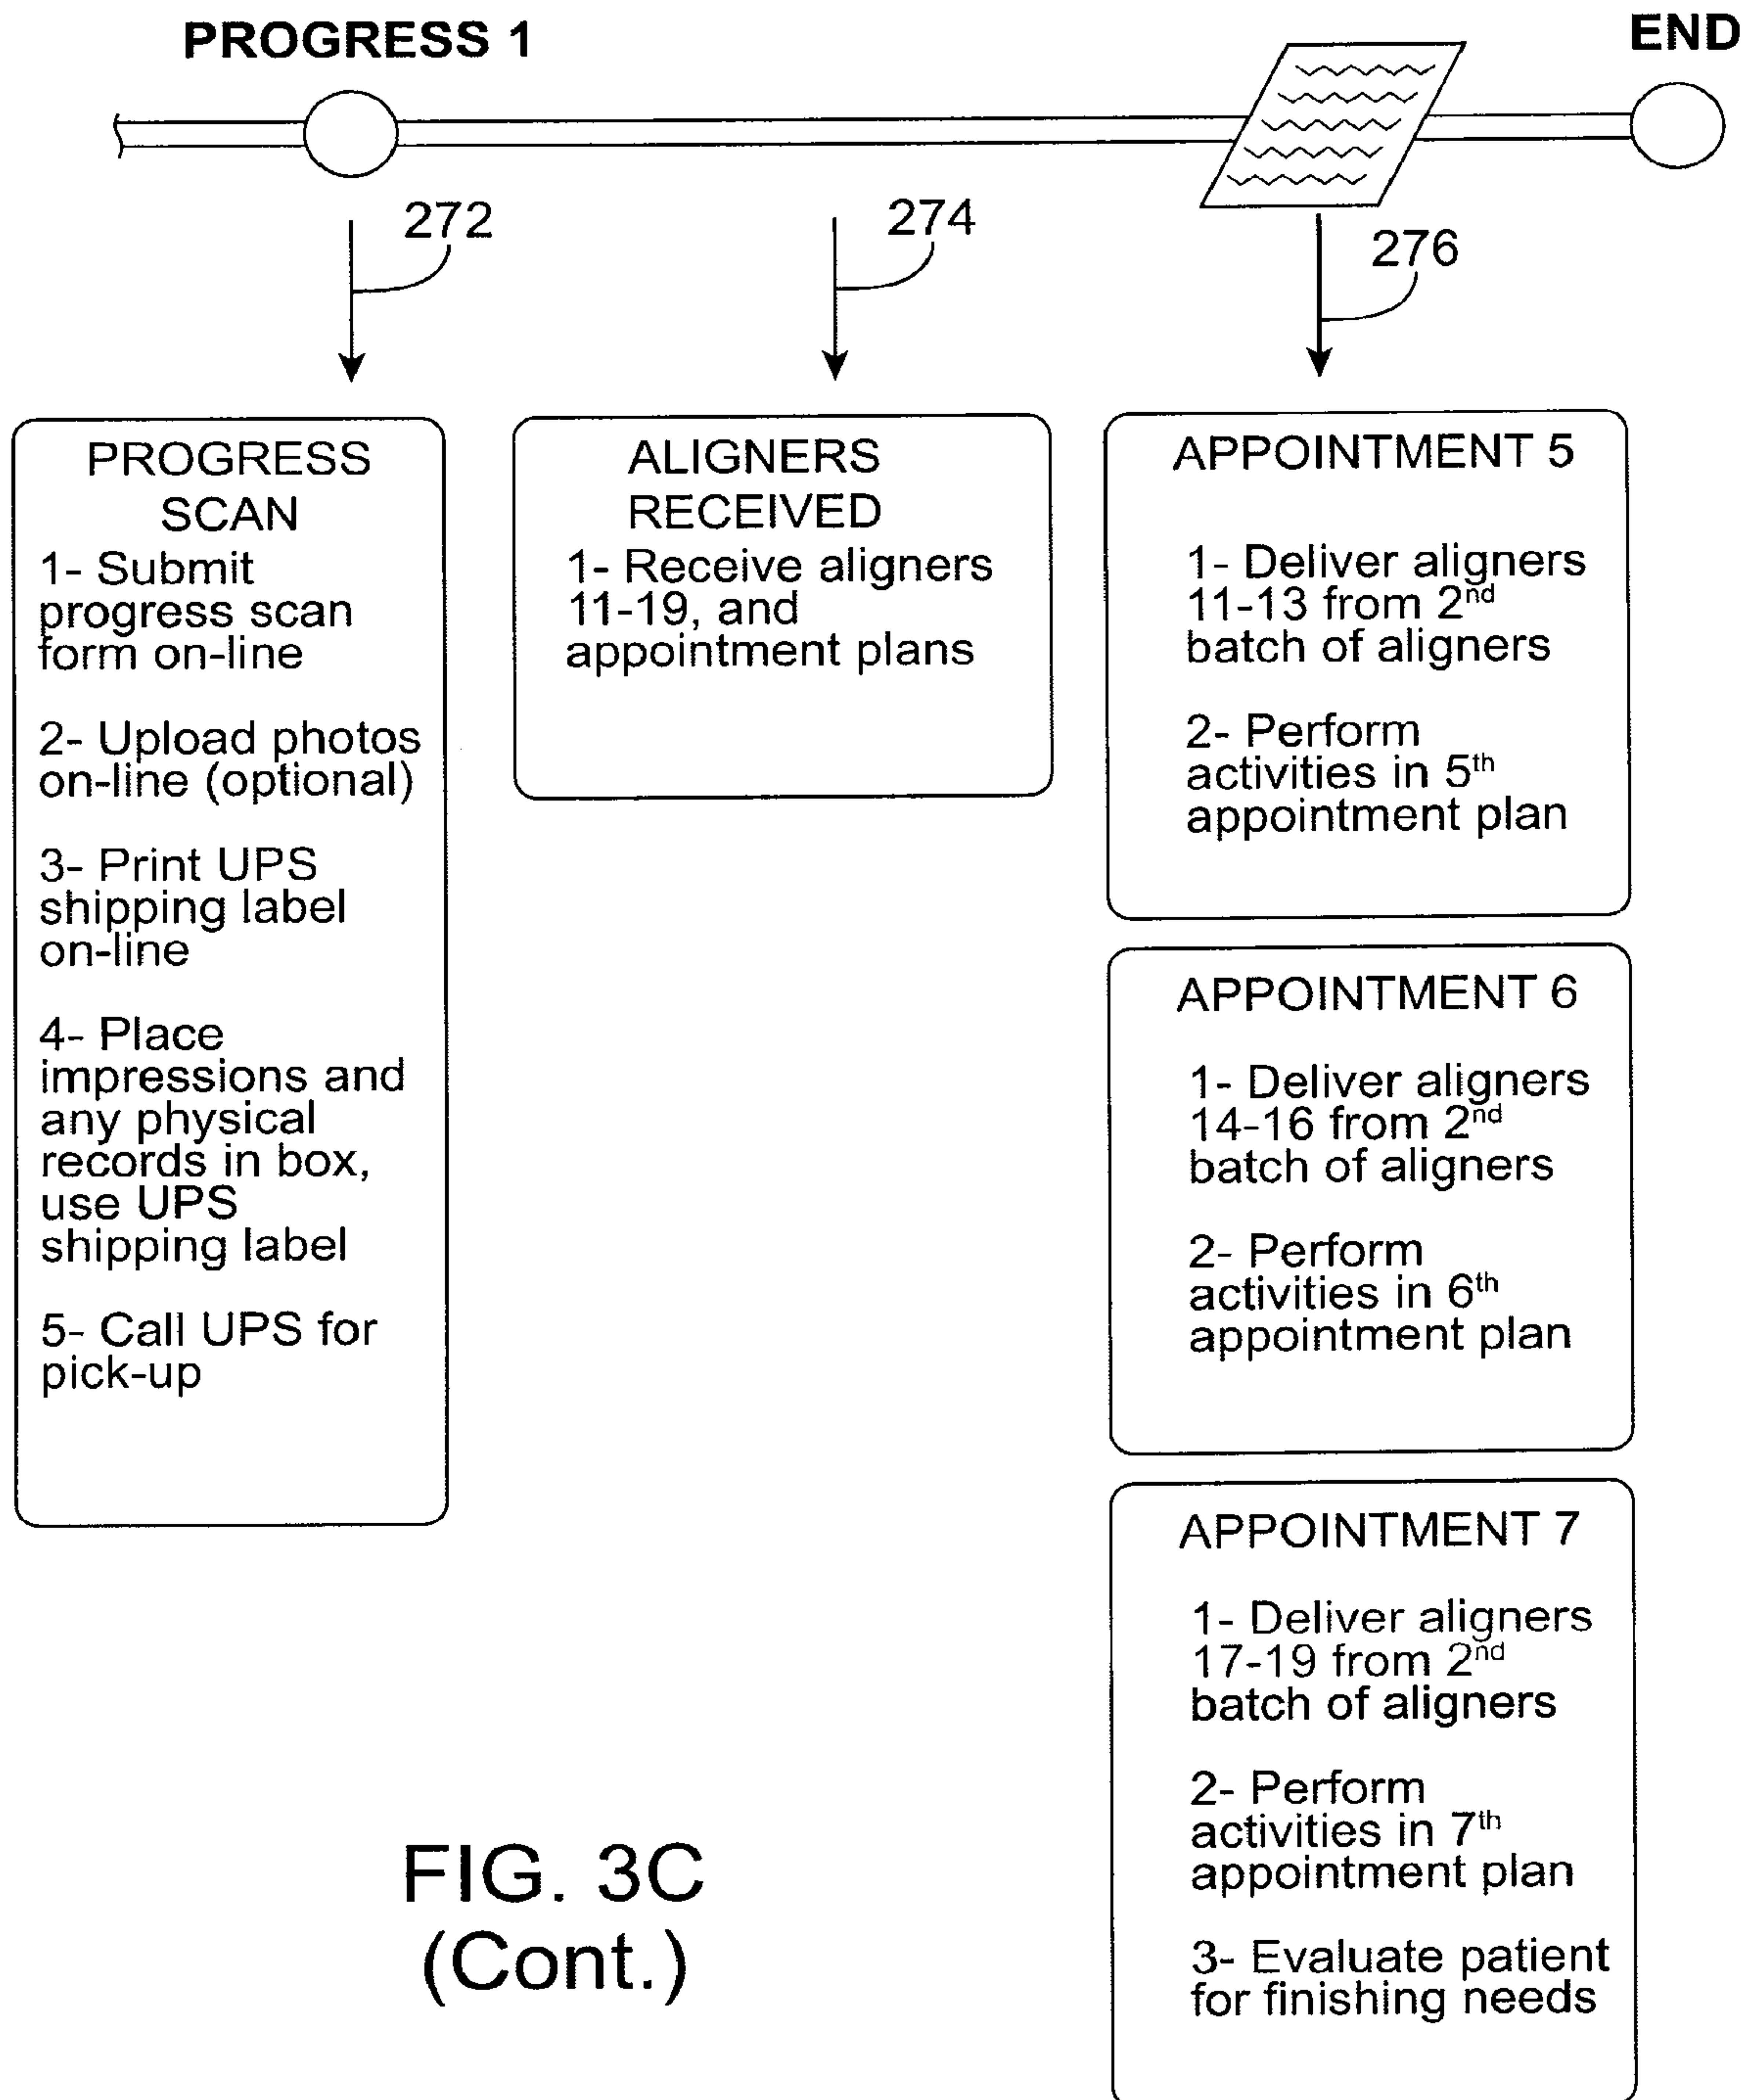 PROGRESS 1
END
272
274
276
PROGRESS
SCAN
1- Submit
progress scan
form on-line
2- Upload photos
on-line (optional)
3- Print UPS
shipping label
on-line
4- Place
impressions and
any physical
records in box,
use UPS
shipping label
5- Call UPS for
pick-up
ALIGNERS
RECEIVED
1- Receive aligners
11-19, and
appointment plans
APPOINTMENT 5
1- Deliver aligners
11-13 from 2nd
batch of aligners
2- Perform
activities in 5th
appointment plan
APPOINTMENT 6
1- Deliver aligners
14-16 from 2nd
batch of aligners
2- Perform
activities in 6th
appointment plan
APPOINTMENT 7
1- Deliver aligners
17-19 from 2nd
batch of aligners
2- Perform
activities in 7th
appointment plan
3- Evaluate patient
for finishing needs
FIG. 3C
(Cont.)